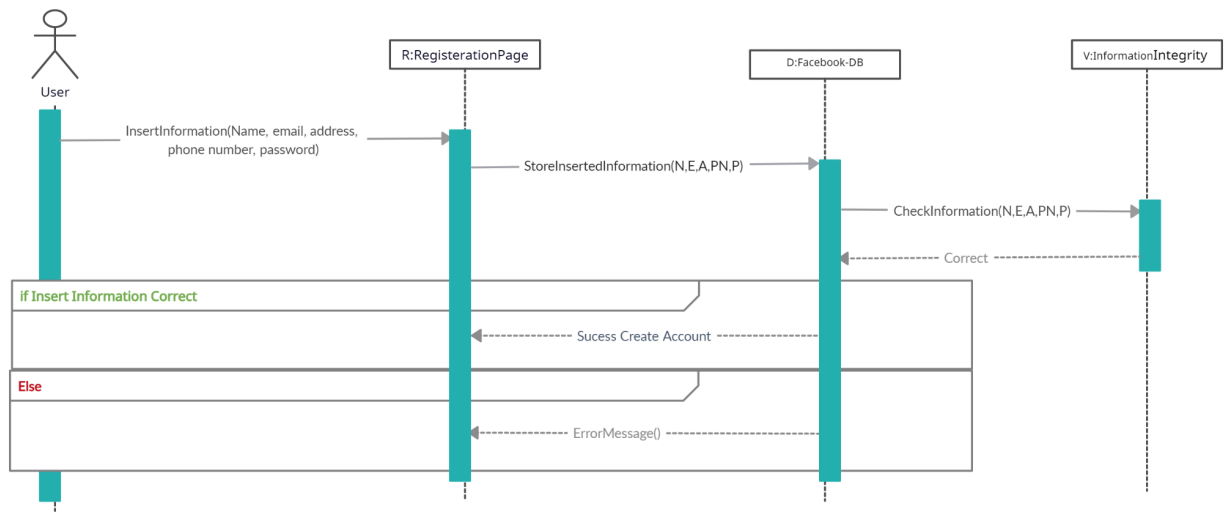 User
R:RegisterationPage
D:Facebook-DB
V:InformationIntegrity
InsertInformation(Name, email, address,
phone number, password)
StoreInsertedInformation(N,E,A,PN,P)
CheckInformation(N,E,A,PN,P)
Correct
if Insert Information Correct
Sucess Create Account
Else
ErrorMessage()